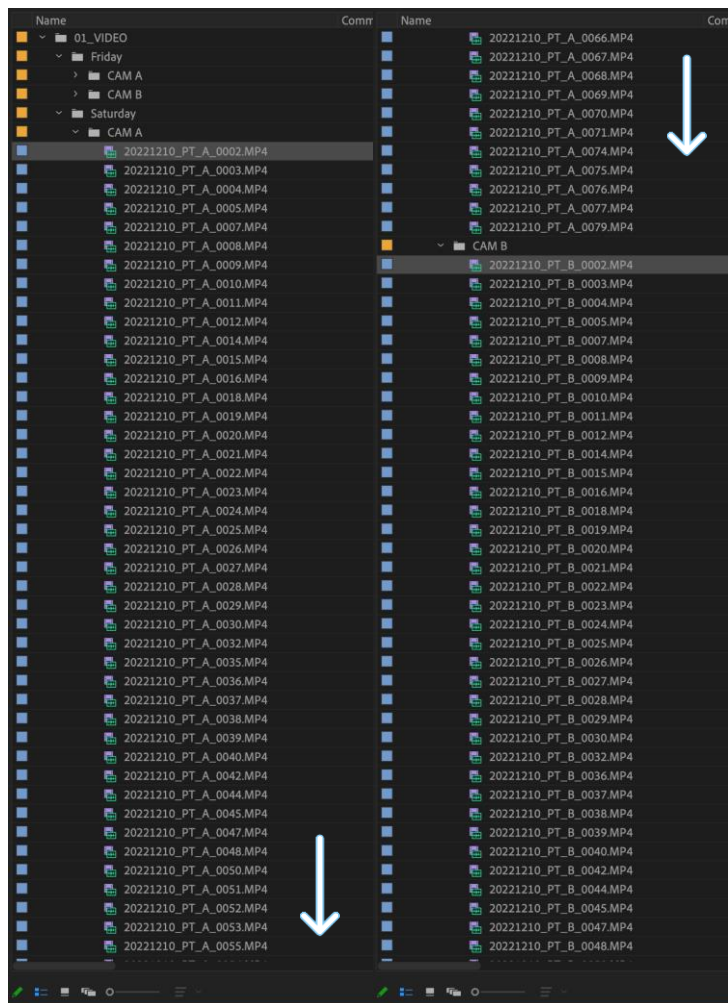 Name Comm
01_VIDEO
Friday
CAM A
CAM B
Saturday
CAM A
20221210_PT_A_0002.MP4
20221210_PT_A_0003.MP4
20221210_PT_A_0004.MP4
20221210_PT_A_0005.MP4
20221210_PT_A_0007.MP4
20221210_PT_A_0008.MP4
20221210_PT_A_0009.MP4
20221210_PT_A_0010.MP4
20221210_PT_A_0011.MP4
20221210_PT_A_0012.MP4
20221210_PT_A_0014.MP4
20221210_PT_A_0015.MP4
20221210_PT_A_0016.MP4
20221210_PT_A_0018.MP4
20221210_PT_A_0019.MP4
20221210_PT_A_0020.MP4
20221210_PT_A_0021.MP4
20221210_PT_A_0022.MP4
20221210_PT_A_0023.MP4
20221210_PT_A_0024.MP4
20221210_PT_A_0025.MP4
20221210_PT_A_0026.MP4
20221210_PT_A_0027.MP4
20221210_PT_A_0028.MP4
20221210_PT_A_0029.MP4
20221210_PT_A_0030.MP4
20221210_PT_A_0032.MP4
20221210_PT_A_0035.MP4
20221210_PT_A_0036.MP4
20221210_PT_A_0037.MP4
20221210_PT_A_0038.MP4
20221210_PT_A_0039.MP4
20221210_PT_A_0040.MP4
20221210_PT_A_0042.MP4
20221210_PT_A_0044.MP4
20221210_PT_A_0045.MP4
20221210_PT_A_0047.MP4
20221210_PT_A_0048.MP4
20221210_PT_A_0050.MP4
20221210_PT_A_0051.MP4
20221210_PT_A_0052.MP4
20221210_PT_A_0053.MP4
20221210_PT_A_0055.MP4
Name Com
20221210_PT_A_0066.MP4
20221210_PT_A_0067.MP4
20221210_PT_A_0068.MP4
20221210_PT_A_0069.MP4
20221210_PT_A_0070.MP4
20221210_PT_A_0071.MP4
20221210_PT_A_0074.MP4
20221210_PT_A_0075.MP4
20221210_PT_A_0076.MP4
20221210_PT_A_0077.MP4
20221210_PT_A_0079.MP4
CAM B
20221210_PT_B_0002.MP4
20221210_PT_B_0003.MP4
20221210_PT_B_0004.MP4
20221210_PT_B_0005.MP4
20221210_PT_B_0007.MP4
20221210_PT_B_0008.MP4
20221210_PT_B_0009.MP4
20221210_PT_B_0010.MP4
20221210_PT_B_0011.MP4
20221210_PT_B_0012.MP4
20221210_PT_B_0014.MP4
20221210_PT_B_0015.MP4
20221210_PT_B_0016.MP4
20221210_PT_B_0018.MP4
20221210_PT_B_0019.MP4
20221210_PT_B_0020.MP4
20221210_PT_B_0021.MP4
20221210_PT_B_0022.MP4
20221210_PT_B_0023.MP4
20221210_PT_B_0024.MP4
20221210_PT_B_0025.MP4
20221210_PT_B_0026.MP4
20221210_PT_B_0027.MP4
20221210_PT_B_0028.MP4
20221210_PT_B_0029.MP4
20221210_PT_B_0030.MP4
20221210_PT_B_0032.MP4
20221210_PT_B_0036.MP4
20221210_PT_B_0037.MP4
20221210_PT_B_0038.MP4
20221210_PT_B_0039.MP4
20221210_PT_B_0040.MP4
20221210_PT_B_0042.MP4
20221210_PT_B_0044.MP4
20221210_PT_B_0045.MP4
20221210_PT_B_0047.MP4
20221210_PT_B_0048.MP4